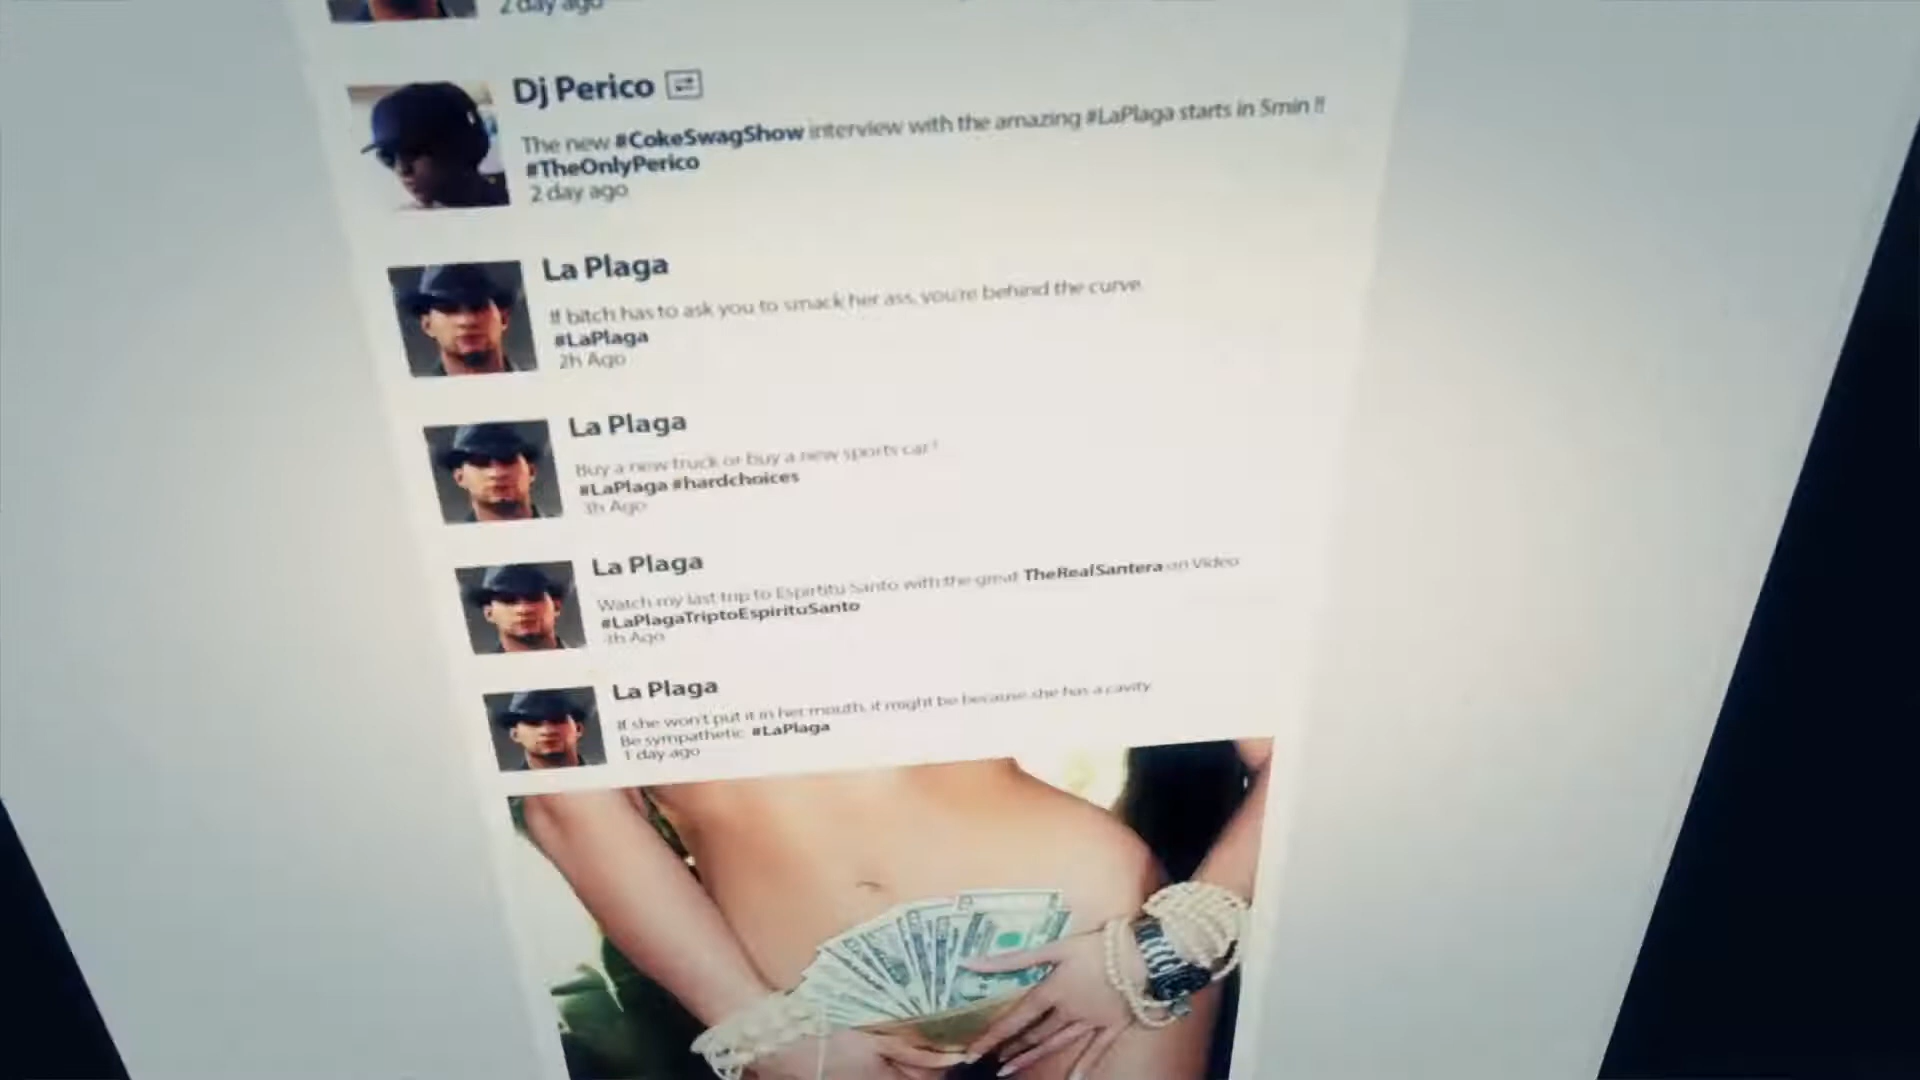 2 day ago
Dj Perico
The new #CokeSwagShow interview with the amazing #LaPlaga starts in 5min !!
#TheOnlyPerico
2 day ago
La Plaga
If bitch has to ask you to smack her ass, you're behind the curve.
#LaPlaga
2h Ago
La Plaga
Buy a new truck or buy a new sports car?
#LaPlaga #hardchoices
3h Ago
La Plaga
Watch my last trip to Espirtitu Santo with the great TheRealSantera on Video
#LaPlagaTriptoEspirituSanto
Ago
La Plaga
If she won't put it in her mouth, it might be because she has a cavity.
Be sympathetic. #LaPlaga
1 day ago